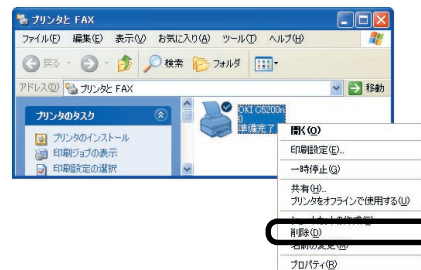 プリンタと FAX
ファイル(F) 編集(E) 表示(V) お気に入り(A) ツール(T) ヘルプ(H)
戻る 検索 フォルダ
アドレス(D) プリンタと FAX 移動
プリンタのタスク
プリンタのインストール
印刷ジョブの表示
印刷設定の選択
OKI C5200n
0
準備完了
開く(O)
印刷設定(E)...
一時停止(G)
共有(H)...
プリンタをオフラインで使用する(U)
削除(D)
名前の変更(M)
プロパティ(R)